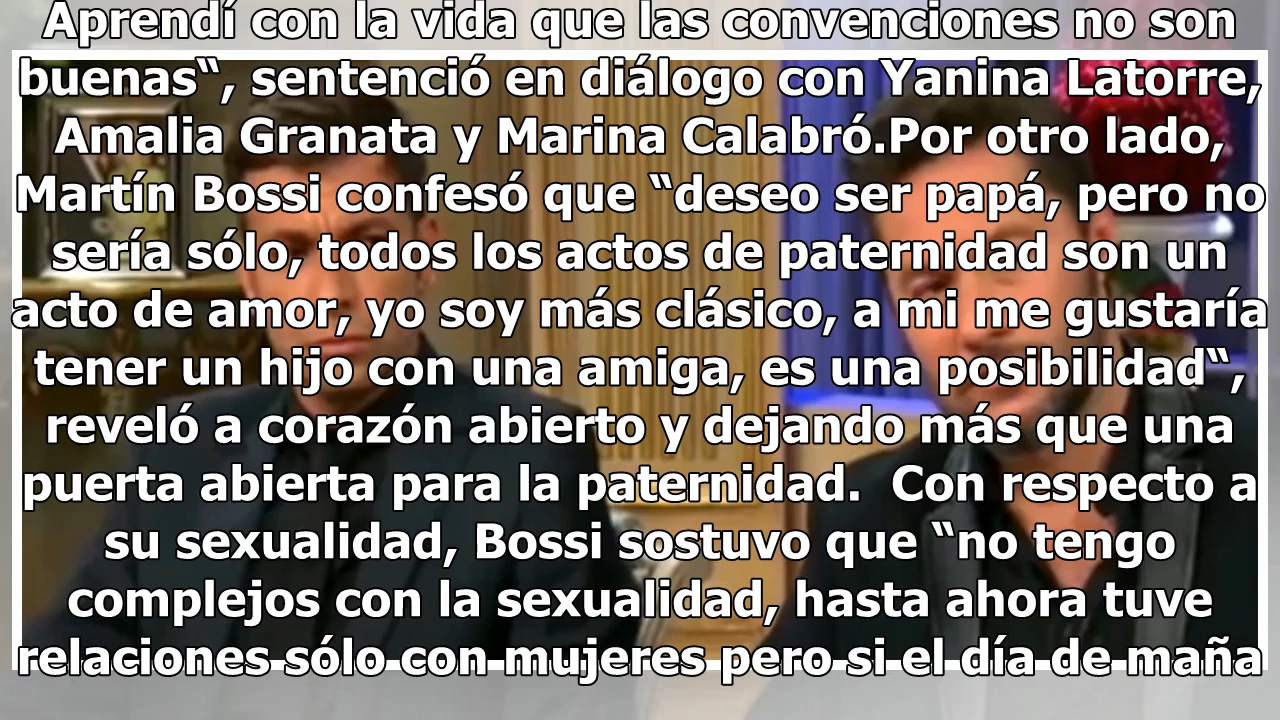 Aprendí con la vida que las convenciones no son
buenas“, sentenció en diálogo con Yanina Latorre,
Amalia Granata y Marina Calabró.Por otro lado,
Martín Bossi confesó que “deseo ser papá, pero no
sería sólo, todos los actos de paternidad son un
acto de amor, yo soy más clásico, a mi me gustaría
tener un hijo con una amiga, es una posibilidad“,
reveló a corazón abierto y dejando más que una
puerta abierta para la paternidad.  Con respecto a
su sexualidad, Bossi sostuvo que “no tengo
complejos con la sexualidad, hasta ahora tuve
relaciones sólo con mujeres pero si el día de maña